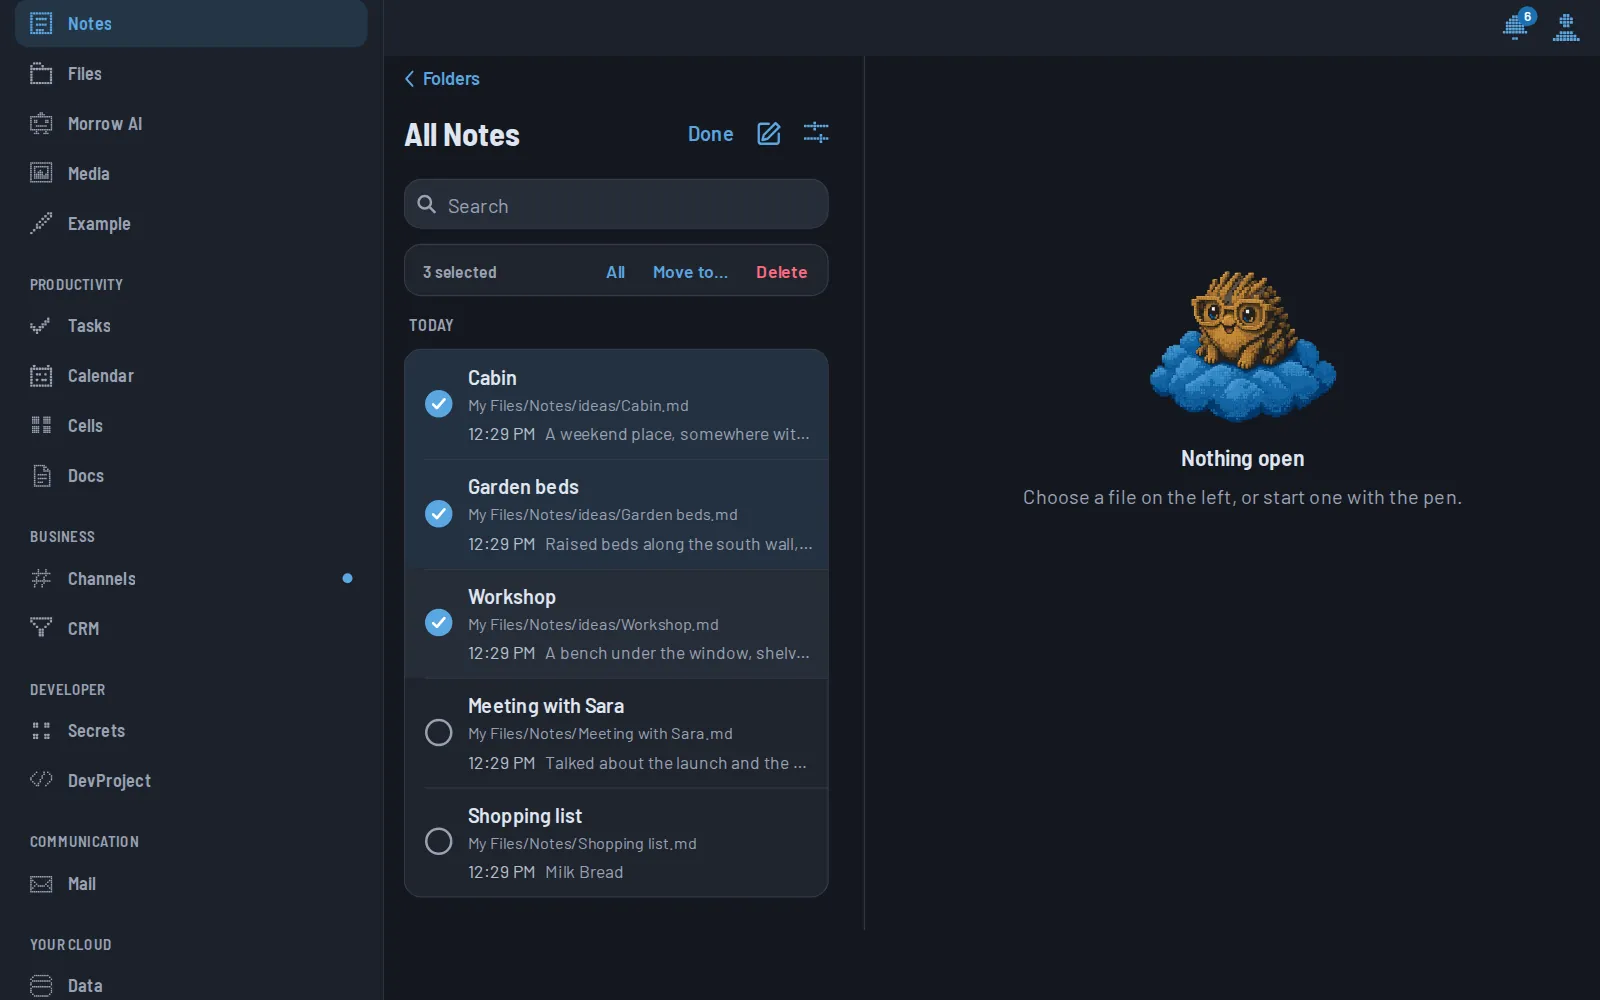 Notes
Files
Morrow AI
Media
Example
PRODUCTIVITY
Tasks
Calendar
Cells
Docs
BUSINESS
Channels
CRM
DEVELOPER
Secrets
DevProject
COMMUNICATION
Mail
YOUR CLOUD
Data
6
Folders
All Notes
Done
Search
3 selected All Move to... Delete
TODAY
Cabin
My Files/Notes/ideas/Cabin.md
12:29 PM A weekend place, somewhere wit...
Garden beds
My Files/Notes/ideas/Garden beds.md
12:29 PM Raised beds along the south wall,...
Workshop
My Files/Notes/ideas/Workshop.md
12:29 PM A bench under the window, shelv...
Meeting with Sara
My Files/Notes/Meeting with Sara.md
12:29 PM Talked about the launch and the ...
Shopping list
My Files/Notes/Shopping list.md
12:29 PM Milk Bread
Nothing open
Choose a file on the left, or start one with the pen.